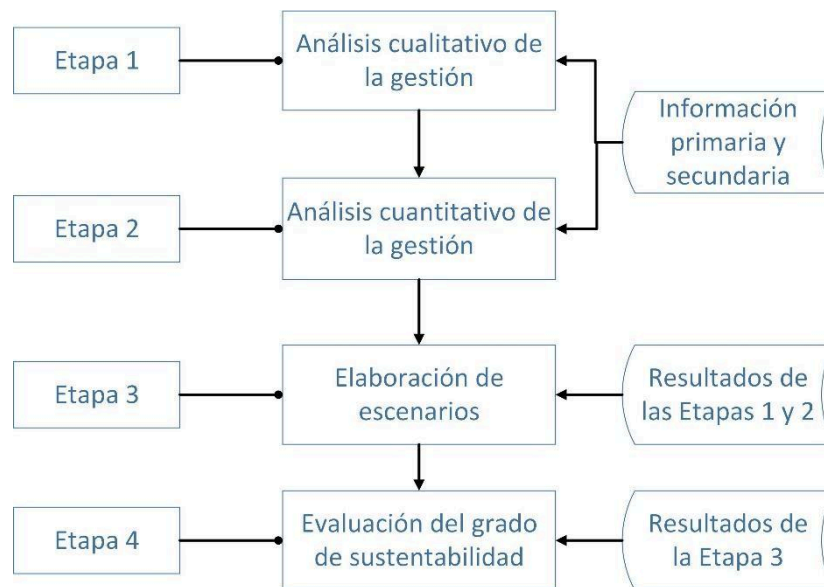 Etapa 1
Análisis cualitativo de
la gestión
Información
primaria y
secundaria
Etapa 2
Análisis cuantitativo de
la gestión
Etapa 3
Elaboración de
escenarios
Resultados de
las Etapas 1 y 2
Etapa 4
Evaluación del grado
de sustentabilidad
Resultados de
la Etapa 3